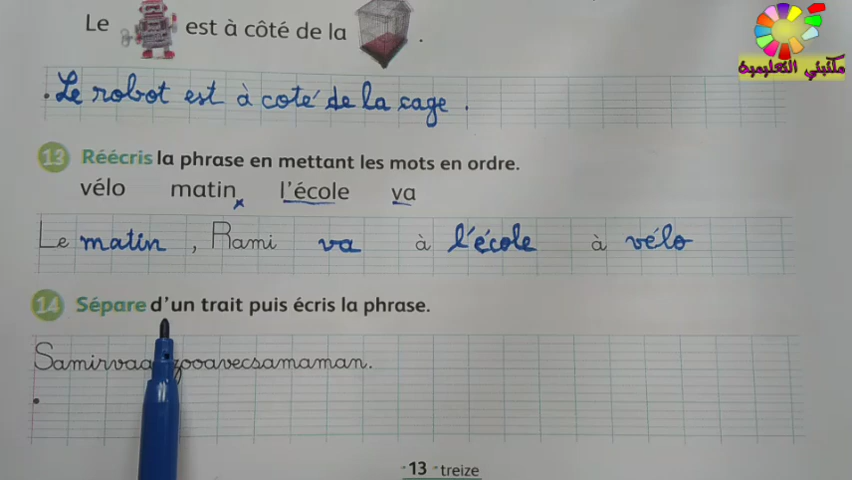 Le est à côté de la .
مكتبتي التعليمية
Le robot est à coté de la cage .
13 Réécris la phrase en mettant les mots en ordre.
vélo matin l'école va
Le matin , Rami va à l'école à vélo
14 Sépare d'un trait puis écris la phrase.
13 treize